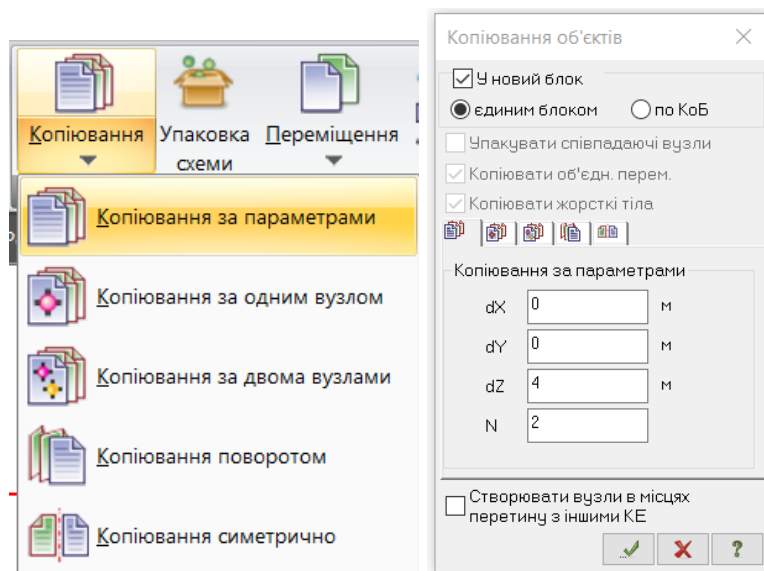 Копіювання
Упаковка
схеми
Переміщення
Копіювання за параметрами
Копіювання за одним вузлом
Копіювання за двома вузлами
Копіювання поворотом
Копіювання симетрично
Копіювання об'єктів
У новий блок
єдиним блоком
по КоБ
Упакувати співпадаючі вузли
Копіювати об'єдн. перем.
Копіювати жорсткі тіла
Копіювання за параметрами
dX 0 м
dY 0 м
dZ 4 м
N 2
Створювати вузли в місцях
перетину з іншими КЕ
?